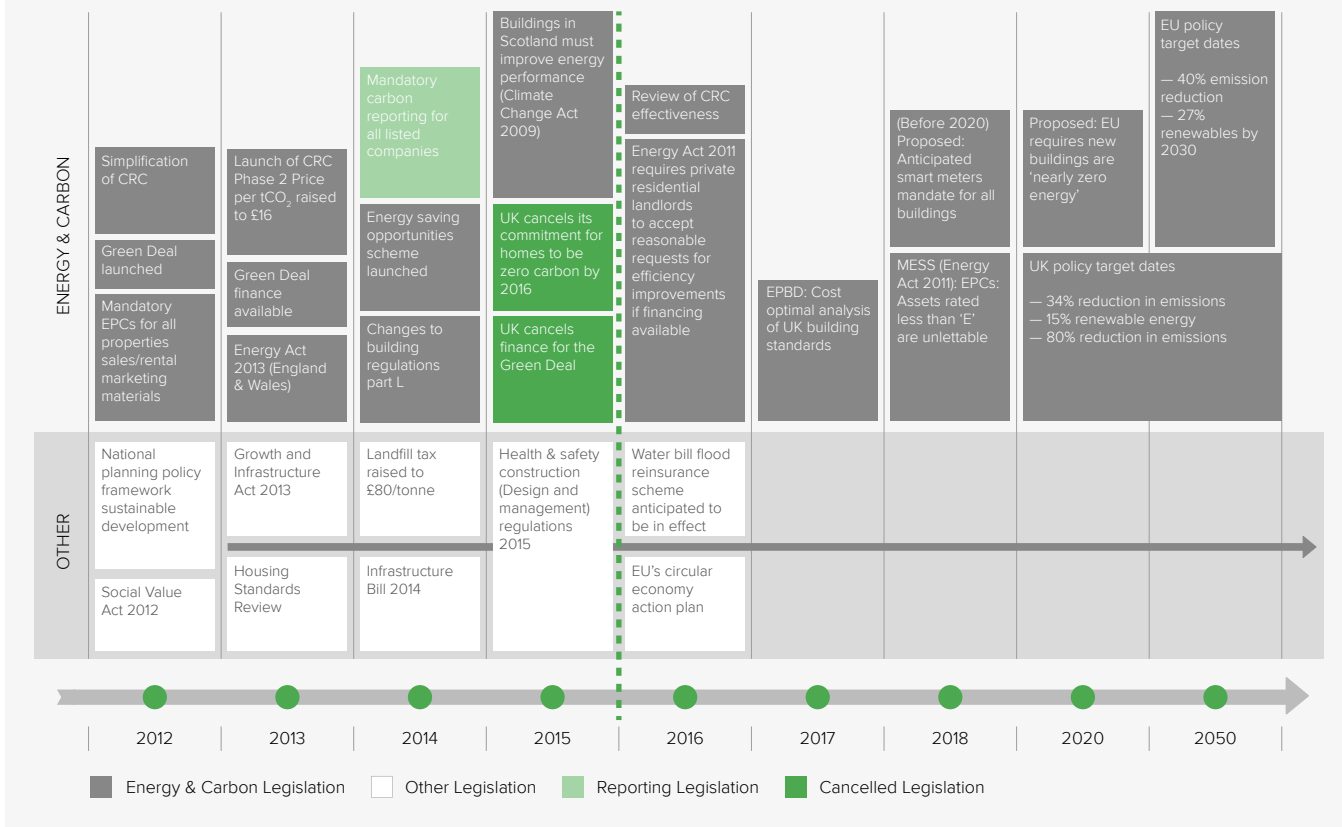 ENERGY & CARBON
Simplification
of CRC
Green Deal
launched
Mandatory
EPCs for all
properties
sales/rental
marketing
materials
Launch of CRC
Phase 2 Price
per tCO2 raised
to £16
Green Deal
finance
available
Energy Act
2013 (England
& Wales)
Mandatory
carbon
reporting for
all listed
companies
Energy saving
opportunities
scheme
launched
Changes to
building
regulations
part L
Buildings in
Scotland must
improve energy
performance
(Climate
Change Act
2009)
UK cancels its
commitment for
homes to be
zero carbon by
2016
UK cancels
finance for the
Green Deal
Review of CRC
effectiveness
Energy Act 2011
requires private
residential
landlords
to accept
reasonable
requests for
efficiency
improvements
if financing
available
EPBD: Cost
optimal analysis
of UK building
standards
(Before 2020)
Proposed:
Anticipated
smart meters
mandate for all
buildings
MESS (Energy
Act 2011): EPCs:
Assets rated
less than ‘E’
are unlettable
Proposed: EU
requires new
buildings are
‘nearly zero
energy’
EU policy
target dates
— 40% emission
reduction
— 27%
renewables by
2030
UK policy target dates
— 34% reduction in emissions
— 15% renewable energy
— 80% reduction in emissions
OTHER
National
planning policy
framework
sustainable
development
Social Value
Act 2012
Growth and
Infrastructure
Act 2013
Housing
Standards
Review
Landfill tax
raised to
£80/tonne
Infrastructure
Bill 2014
Health & safety
construction
(Design and
management)
regulations
2015
Water bill flood
reinsurance
scheme
anticipated to
be in effect
EU’s circular
economy
action plan
2012
2013
2014
2015
2016
2017
2018
2020
2050
Energy & Carbon Legislation
Other Legislation
Reporting Legislation
Cancelled Legislation